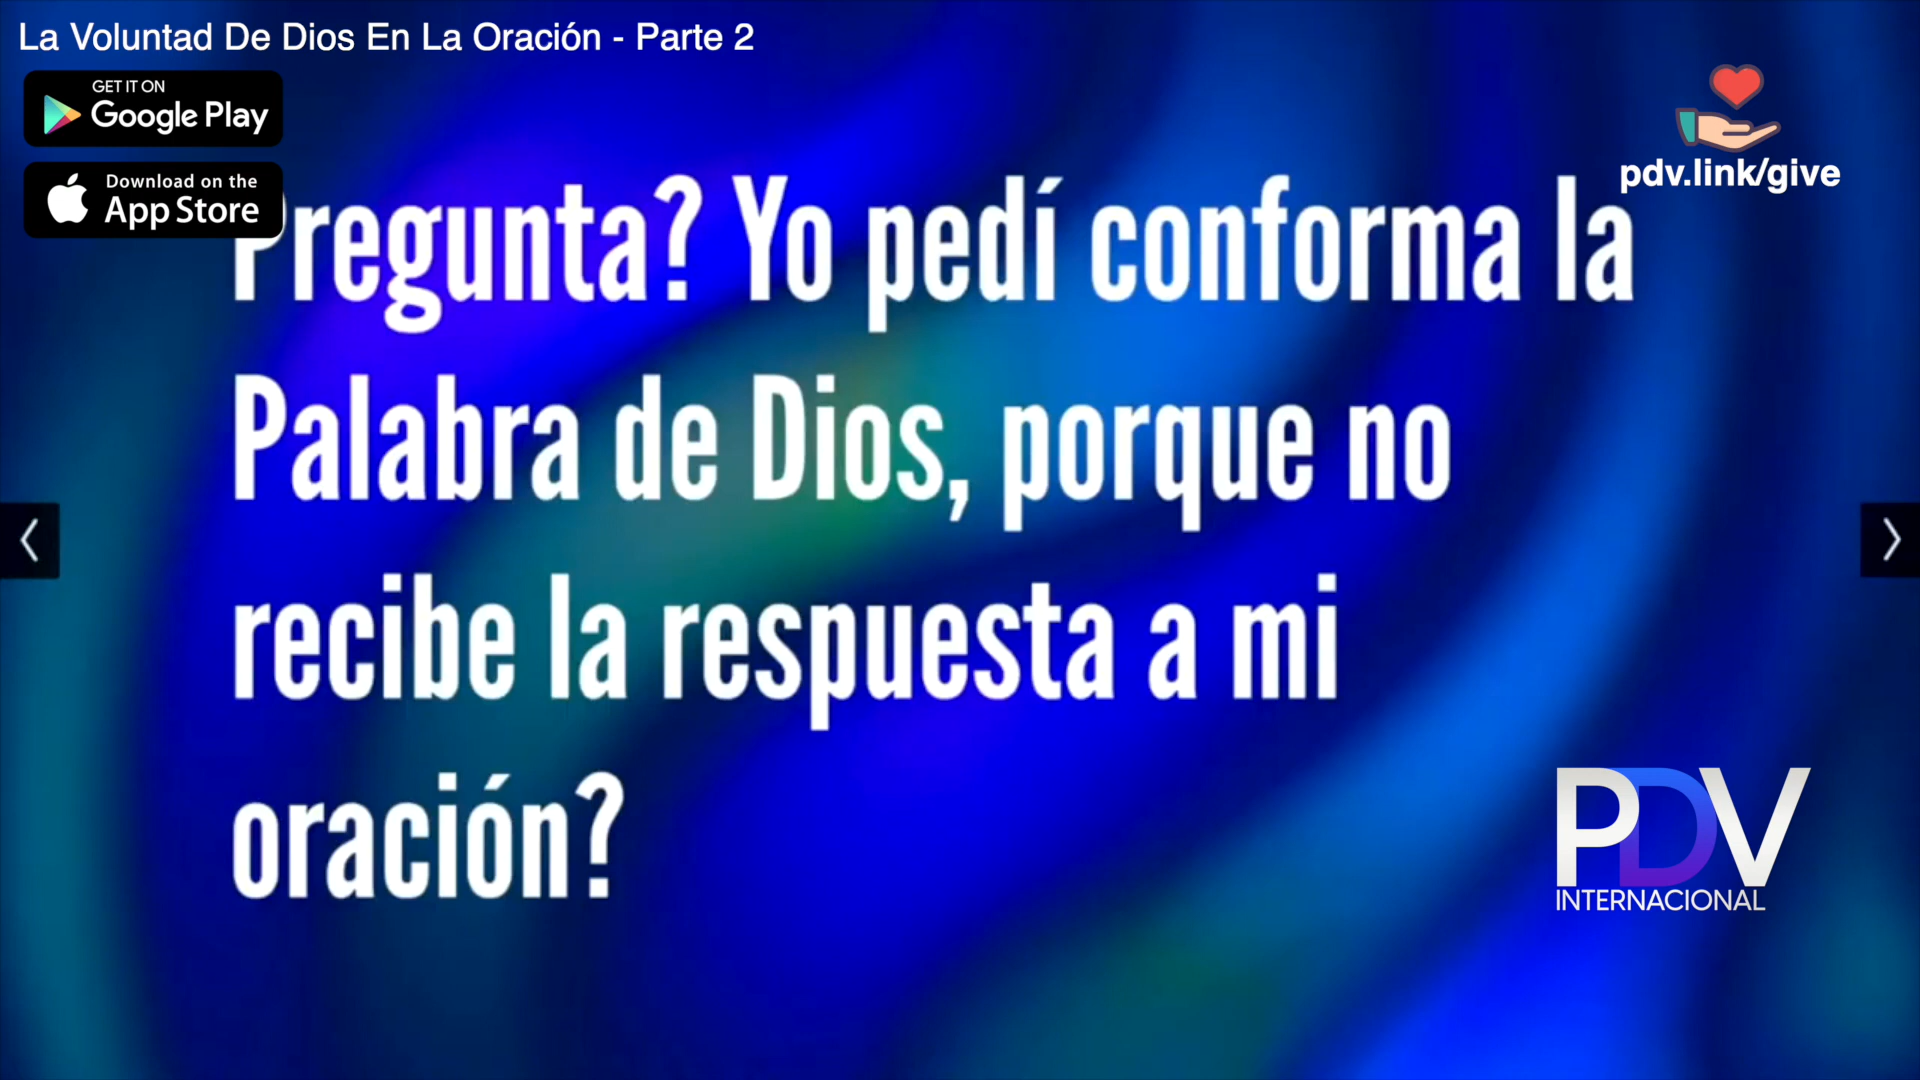 La Voluntad De Dios En La Oración - Parte 2
GET IT ON
Google Play
Download on the
App Store
pdv.link/give
Pregunta? Yo pedí conforma la
Palabra de Dios, porque no
recibe la respuesta a mi
oración?
PDV
INTERNACIONAL